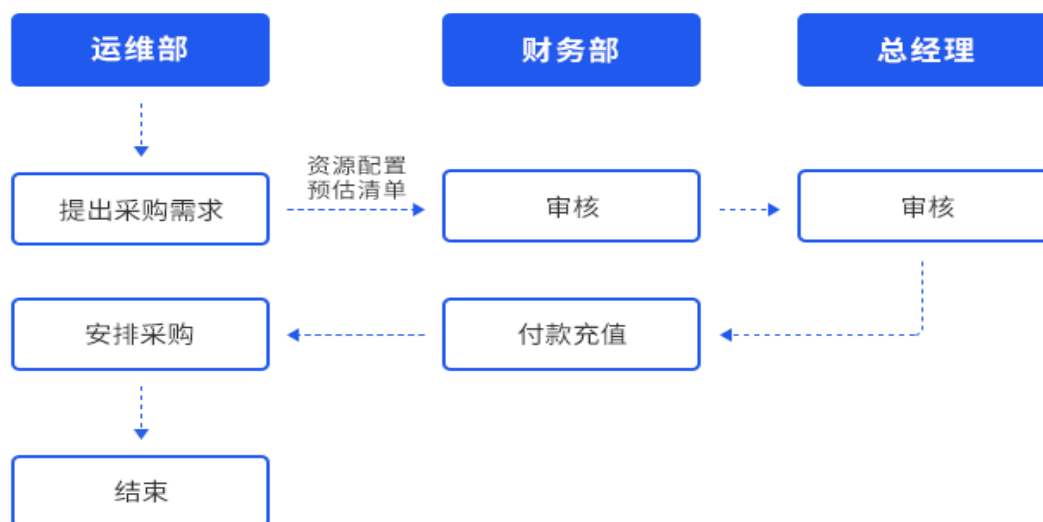 运维部
财务部
总经理
资源配置
预估清单
提出采购需求
审核
审核
安排采购
付款充值
结束